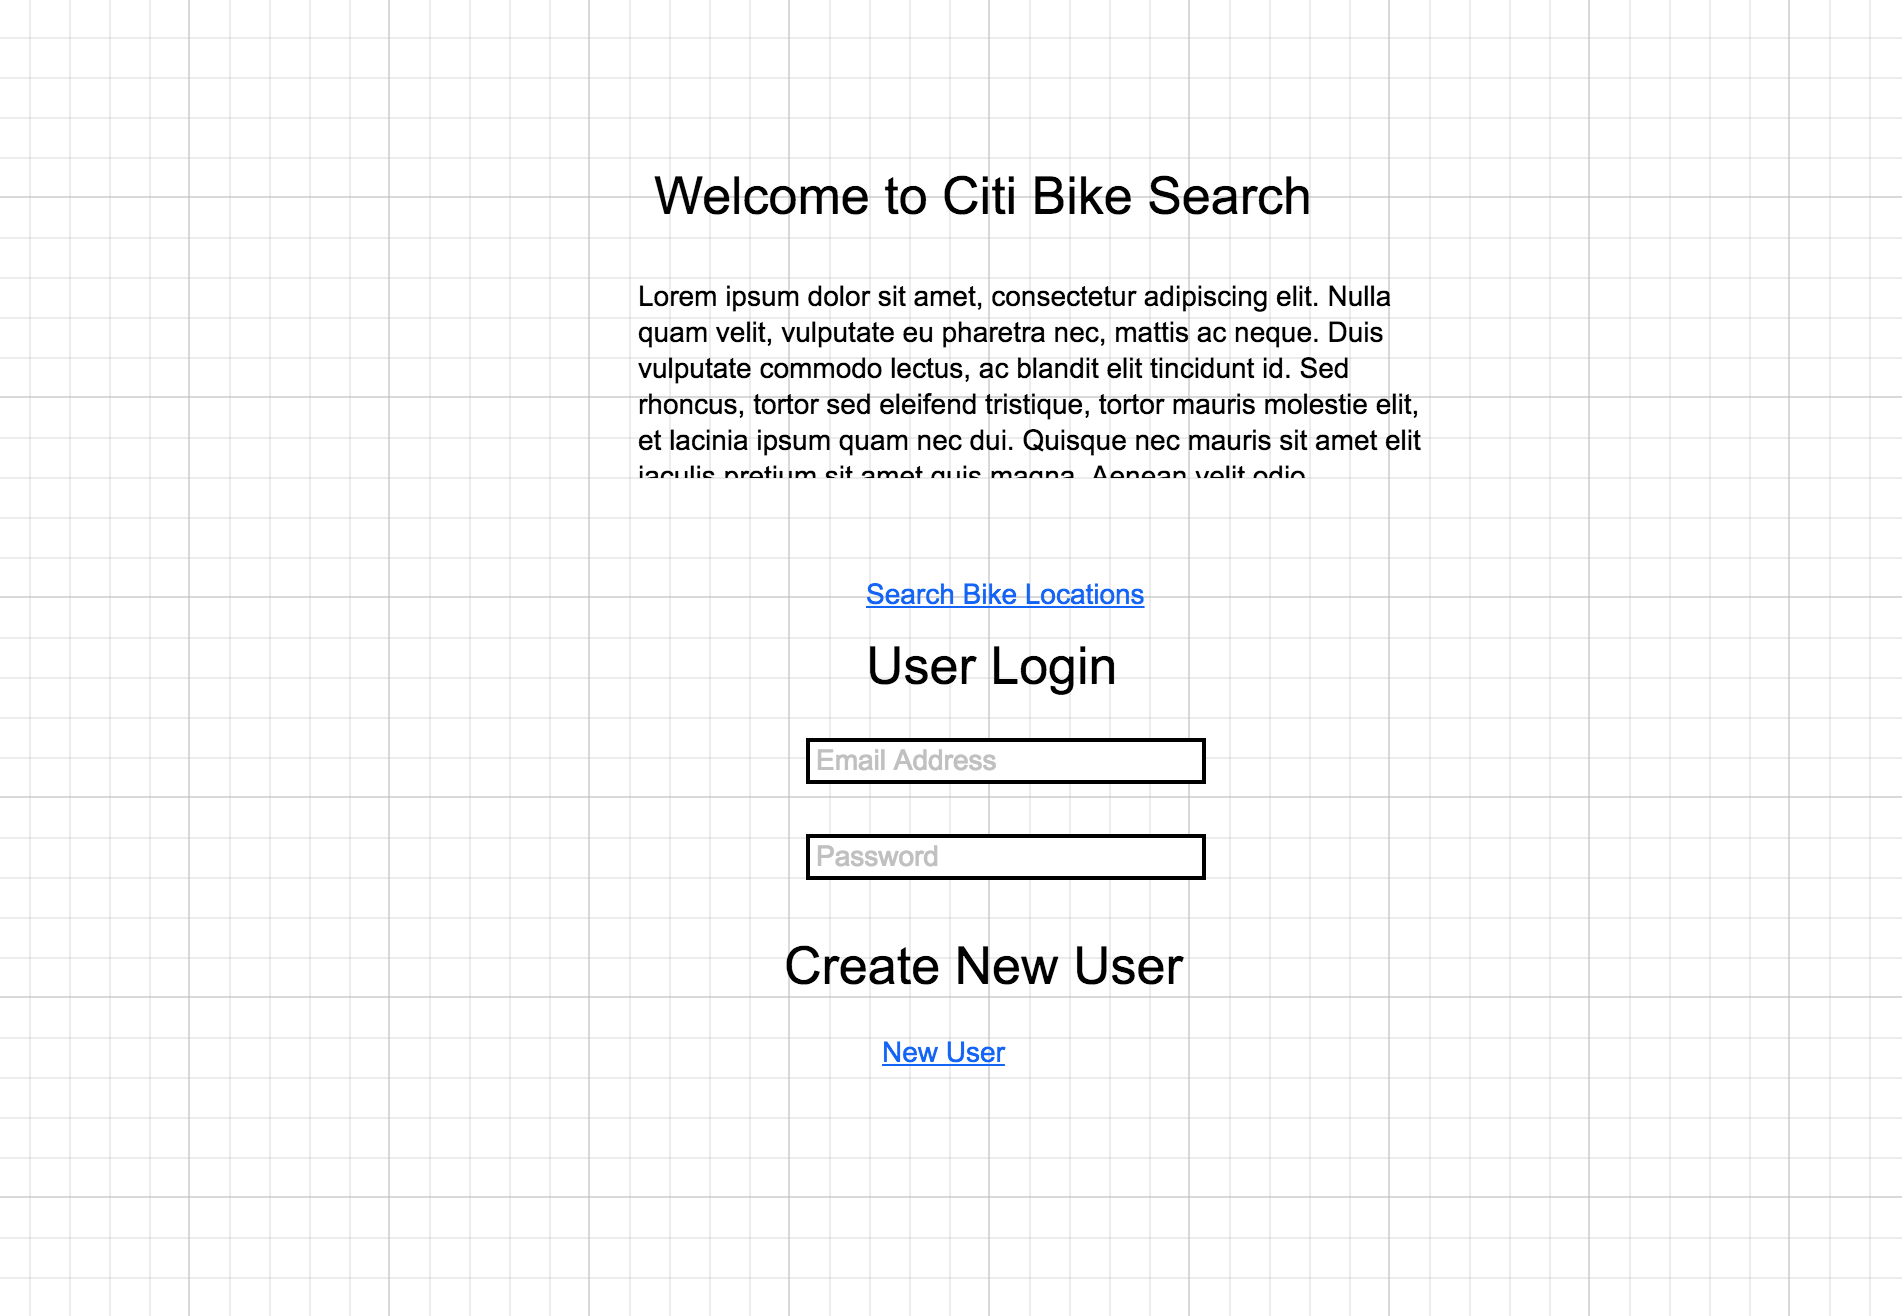 Welcome to Citi Bike Search
Lorem ipsum dolor sit amet, consectetur adipiscing elit. Nulla
quam velit, vulputate eu pharetra nec, mattis ac neque. Duis
vulputate commodo lectus, ac blandit elit tincidunt id. Sed
rhoncus, tortor sed eleifend tristique, tortor mauris molestie elit,
et lacinia ipsum quam nec dui. Quisque nec mauris sit amet elit
iaculis pretium sit amet quis magna. Aenean velit odio
Search Bike Locations
User Login
Email Address
Password
Create New User
New User